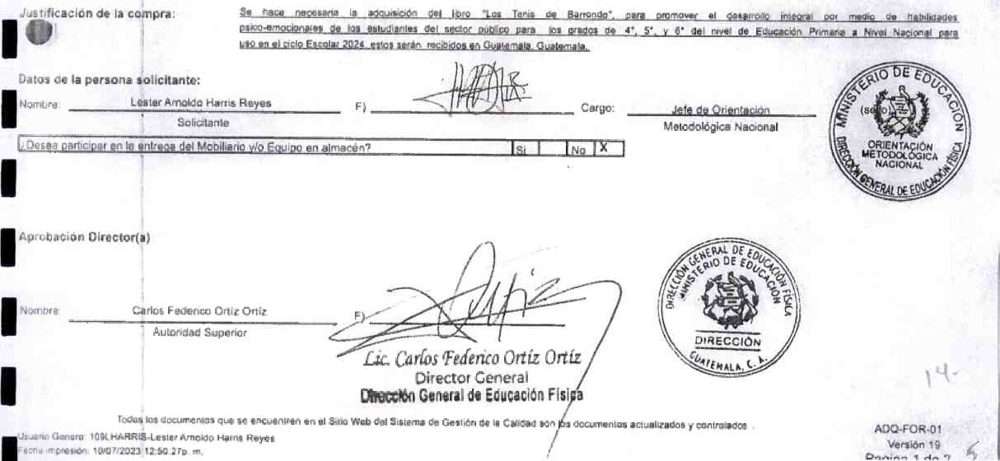 Justificación de la compra:
Se hace necesaria la adquisición del libro "Los Tenis de Barrondo", para promover el desarrollo integral por medio de habilidades
psico-emocionales de los estudiantes del sector público para los grados de 4°, 5°, y 6° del nivel de Educación Primaria a Nivel Nacional para
uso en el ciclo Escolar 2024, estos serán recibidos en Guatemala, Guatemala.
Datos de la persona solicitante:
Nombre: Lester Arnoldo Harris Reyes F) Cargo: Jefe de Orientación (sello)
Solicitante Metodológica Nacional
MINISTERIO DE EDUCACIÓN
ORIENTACIÓN
METODOLÓGICA
NACIONAL
DIRECCIÓN GENERAL DE EDUCACIÓN FÍSICA
¿Desea participar en la entrega del Mobiliario y/o Equipo en almacén? Si No X
Aprobación Director(a)
DIRECCIÓN GENERAL DE EDUCACIÓN FÍSICA
MINISTERIO DE EDUCACIÓN
DIRECCIÓN
GUATEMALA, C. A.
Nombre: Carlos Federico Ortiz Ortiz F)
Autoridad Superior
Lic. Carlos Federico Ortíz Ortíz
Director General
Dirección General de Educación Física
14-
Todos los documentos que se encuentren en el Sitio Web del Sistema de Gestión de la Calidad son los documentos actualizados y controlados .
Usuario Genero: 109LHARRIS-Lester Arnoldo Harris Reyes
Fecha impresión: 10/07/2023 12:50:27p. m.
ADQ-FOR-01
Versión 19
Pagina 1 de 2